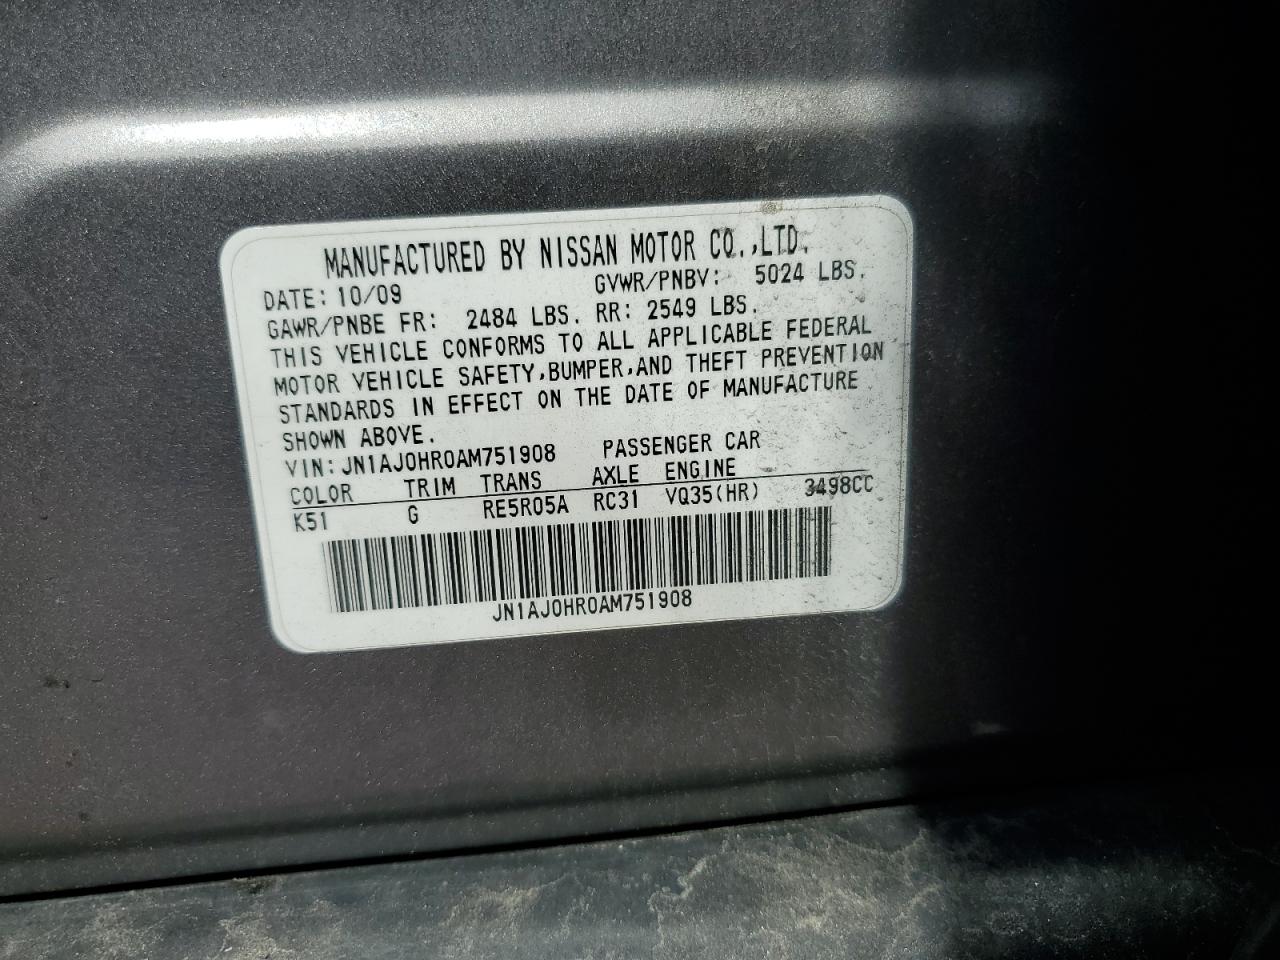 MANUFACTURED BY NISSAN MOTOR CO.,LTD.
DATE: 10/09 GVWR/PNBV: 5024 LBS.
GAWR/PNBE FR: 2484 LBS. RR: 2549 LBS.
THIS VEHICLE CONFORMS TO ALL APPLICABLE FEDERAL
MOTOR VEHICLE SAFETY,BUMPER,AND THEFT PREVENTION
STANDARDS IN EFFECT ON THE DATE OF MANUFACTURE
SHOWN ABOVE.
VIN: JN1AJ0HR0AM751908 PASSENGER CAR
COLOR TRIM TRANS AXLE ENGINE
K51 G RE5R05A RC31 VQ35(HR) 3498CC
JN1AJ0HR0AM751908